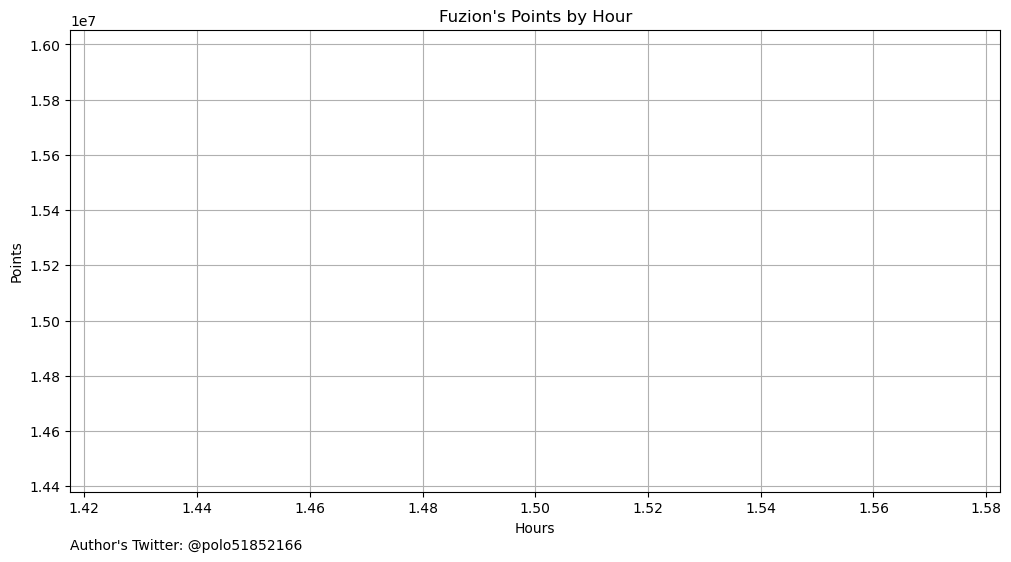 Fuzion's Points by Hour
1e7
1.60
1.58
1.56
1.54
1.52
1.50
1.48
1.46
1.44
Points
1.42 1.44 1.46 1.48 1.50 1.52 1.54 1.56 1.58
Hours
Author's Twitter: @polo51852166